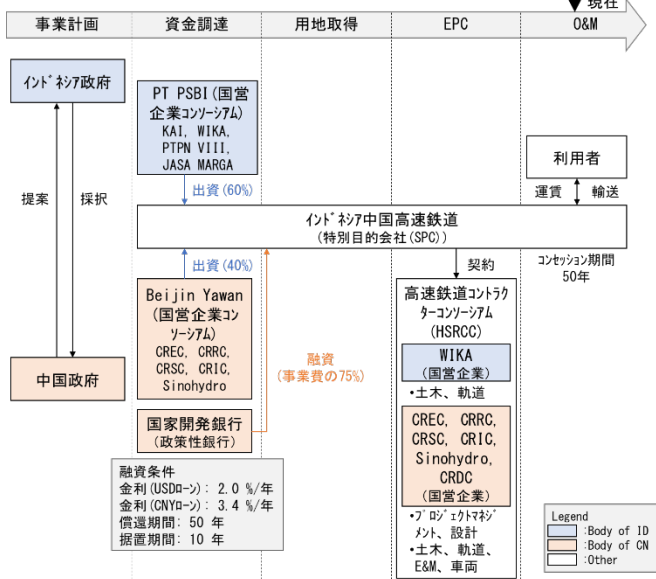 ▼ 現在
事業計画
資金調達
用地取得
EPC
O&M
ｲﾝﾄﾞﾈｼｱ政府
PT PSBI(国営
企業ｺﾝｿｰｼｱﾑ)
KAI, WIKA,
PTPN VIII,
JASA MARGA
利用者
提案
採択
出資(60%)
運賃
輸送
ｲﾝﾄﾞﾈｼｱ中国高速鉄道
(特別目的会社(SPC))
出資(40%)
契約
ｺﾝｾｯｼｮﾝ期間
50年
Beijin Yawan
(国営企業ｺﾝ
ｿｰｼｱﾑ)
CREC, CRRC,
CRSC, CRIC,
Sinohydro
高速鉄道ｺﾝﾄﾗｸ
ﾀｰｺﾝｿｰｼｱﾑ
(HSRCC)
WIKA
(国営企業)
•土木、軌道
融資
(事業費の75%)
中国政府
国家開発銀行
(政策性銀行)
CREC, CRRC,
CRSC, CRIC,
Sinohydro,
CRDC
(国営企業)
融資条件
金利(USDﾛｰﾝ): 2.0 %/年
金利(CNYﾛｰﾝ): 3.4 %/年
償還期間: 50 年
据置期間: 10 年
•ﾌﾟﾛｼﾞｪｸﾄﾏﾈｼﾞ
ﾒﾝﾄ、設計
•土木、軌道、
E&M、車両
Legend
:Body of ID
:Body of CN
:Other